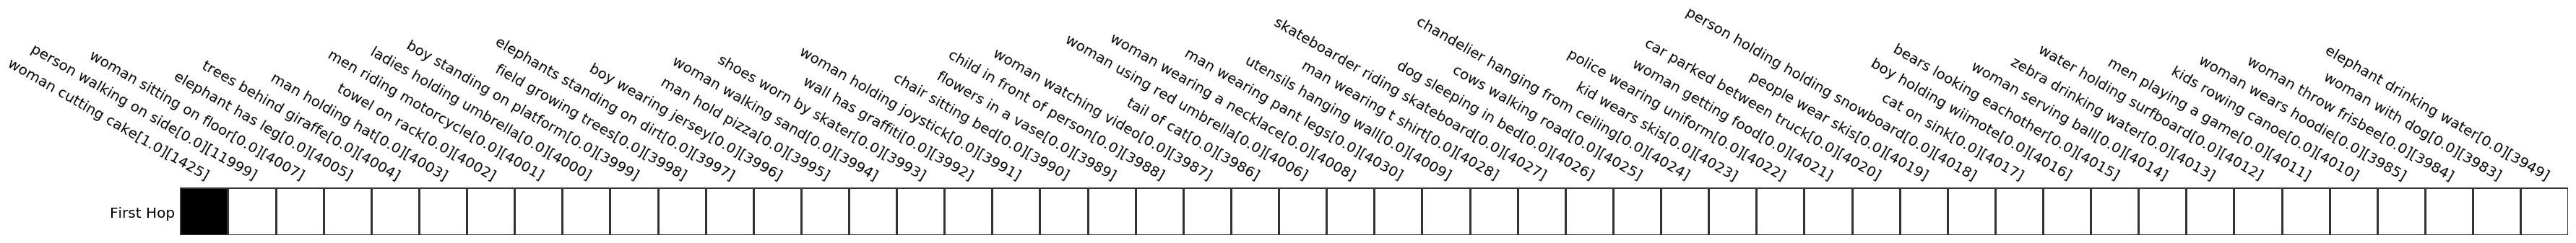 woman cutting cake[1.0][1425]
person walking on side[0.0][11999]
woman sitting on floor[0.0][4007]
elephant has leg[0.0][4005]
trees behind giraffe[0.0][4004]
man holding hat[0.0][4003]
towel on rack[0.0][4002]
men riding motorcycle[0.0][4001]
ladies holding umbrella[0.0][4000]
boy standing on platform[0.0][3999]
field growing trees[0.0][3998]
elephants standing on dirt[0.0][3997]
boy wearing jersey[0.0][3996]
man hold pizza[0.0][3995]
woman walking sand[0.0][3994]
shoes worn by skater[0.0][3993]
wall has graffiti[0.0][3992]
woman holding joystick[0.0][3991]
chair sitting bed[0.0][3990]
flowers in a vase[0.0][3989]
child in front of person[0.0][3988]
woman watching video[0.0][3987]
tail of cat[0.0][3986]
woman using red umbrella[0.0][4006]
woman wearing a necklace[0.0][4008]
man wearing pant legs[0.0][4030]
utensils hanging wall[0.0][4009]
man wearing t shirt[0.0][4028]
skateboarder riding skateboard[0.0][4027]
dog sleeping in bed[0.0][4026]
cows walking road[0.0][4025]
chandelier hanging from ceiling[0.0][4024]
kid wears skis[0.0][4023]
police wearing uniform[0.0][4022]
woman getting food[0.0][4021]
car parked between truck[0.0][4020]
people wear skis[0.0][4019]
person holding holding snowboard[0.0][4018]
cat on sink[0.0][4017]
boy holding wiimote[0.0][4016]
bears looking eachother[0.0][4015]
woman serving ball[0.0][4014]
zebra drinking water[0.0][4013]
water holding surfboard[0.0][4012]
men playing a game[0.0][4011]
kids rowing canoe[0.0][4010]
woman wears hoodie[0.0][3985]
woman throw frisbee[0.0][3984]
woman with dog[0.0][3983]
elephant drinking water[0.0][3949]
First Hop